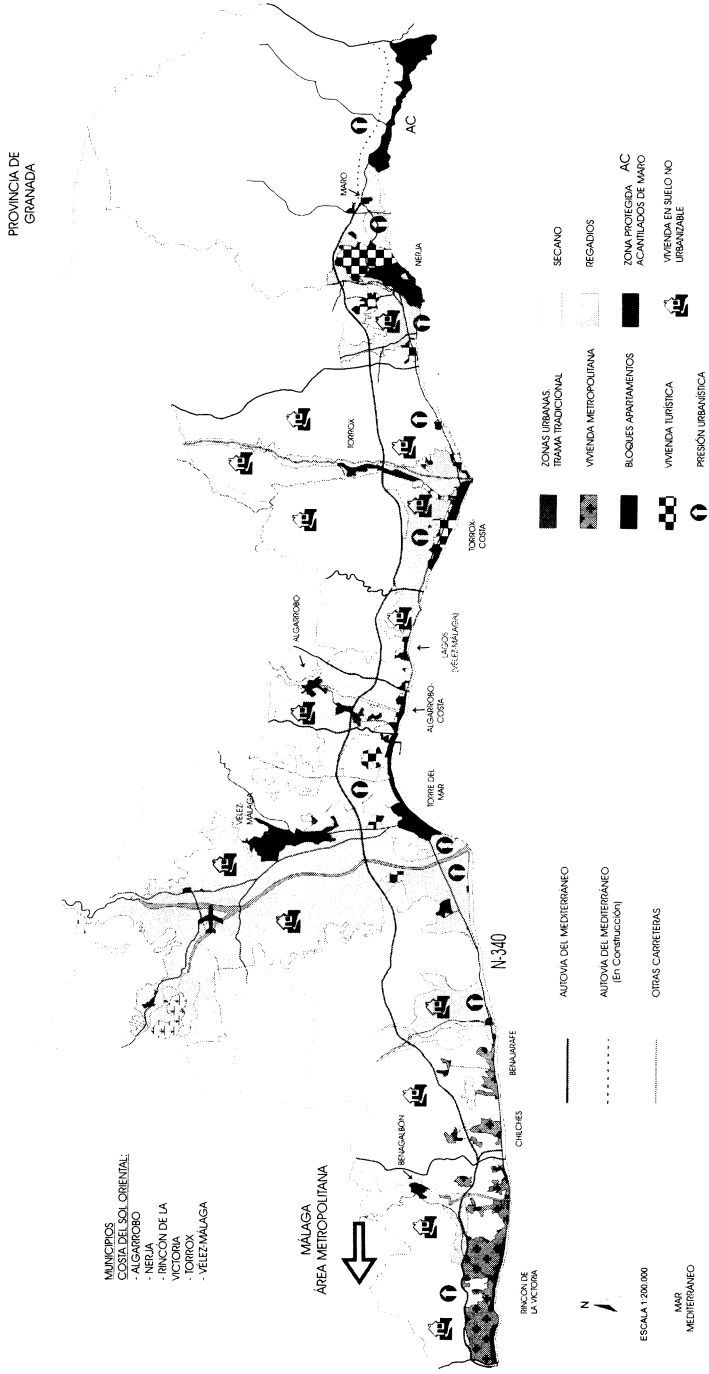 PROVINCIA DE
GRANADA
MUNICIPIOS
COSTA DEL SOL ORIENTAL:
- ALGARROBO
- NERJA
- RINCÓN DE LA
VICTORIA
- TORROX
- VÉLEZ-MÁLAGA
MÁLAGA
ÁREA METROPOLITANA
RINCÓN DE
LA VICTORIA
BENAGALBÓN
CHILCHES
BENAJARAFE
N-340
VÉLEZ-
MÁLAGA
TORRE DEL
MAR
ALGARROBO
ALGARROBO-
COSTA
LAGOS
(VÉLEZ-MÁLAGA)
TORROX
TORROX-
COSTA
NERJA
MARO
AC
N
ESCALA 1:200.000
MAR
MEDITERRÁNEO
AUTOVÍA DEL MEDITERRÁNEO
AUTOVÍA DEL MEDITERRÁNEO
(En Construcción)
OTRAS CARRETERAS
ZONAS URBANAS.
TRAMA TRADICIONAL
VIVIENDA METROPOLITANA
BLOQUES APARTAMENTOS
VIVIENDA TURÍSTICA
PRESIÓN URBANÍSTICA
SECANO
REGADIOS
ZONA PROTEGIDA AC
ACANTILADOS DE MARO
VIVIENDA EN SUELO NO
URBANIZABLE